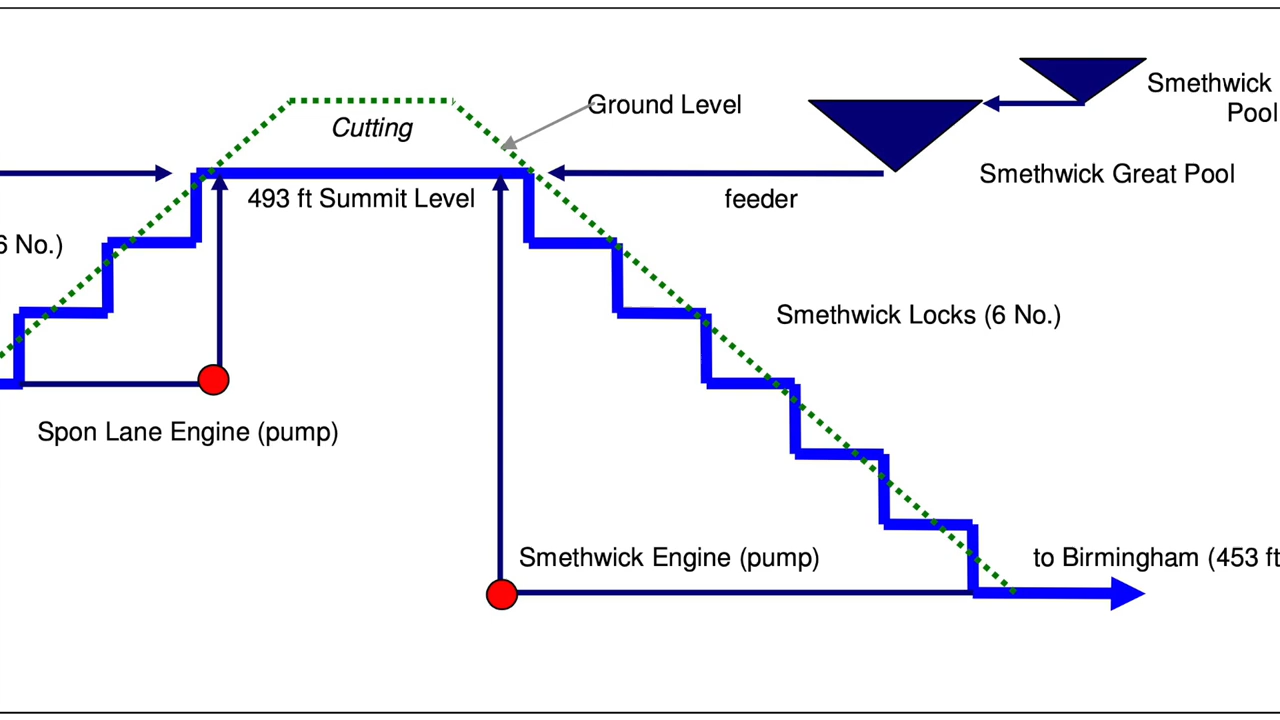 Smethwick
Pool
Ground Level
Cutting
Smethwick Great Pool
493 ft Summit Level
feeder
6 No.)
Smethwick Locks (6 No.)
Spon Lane Engine (pump)
Smethwick Engine (pump)
to Birmingham (453 ft